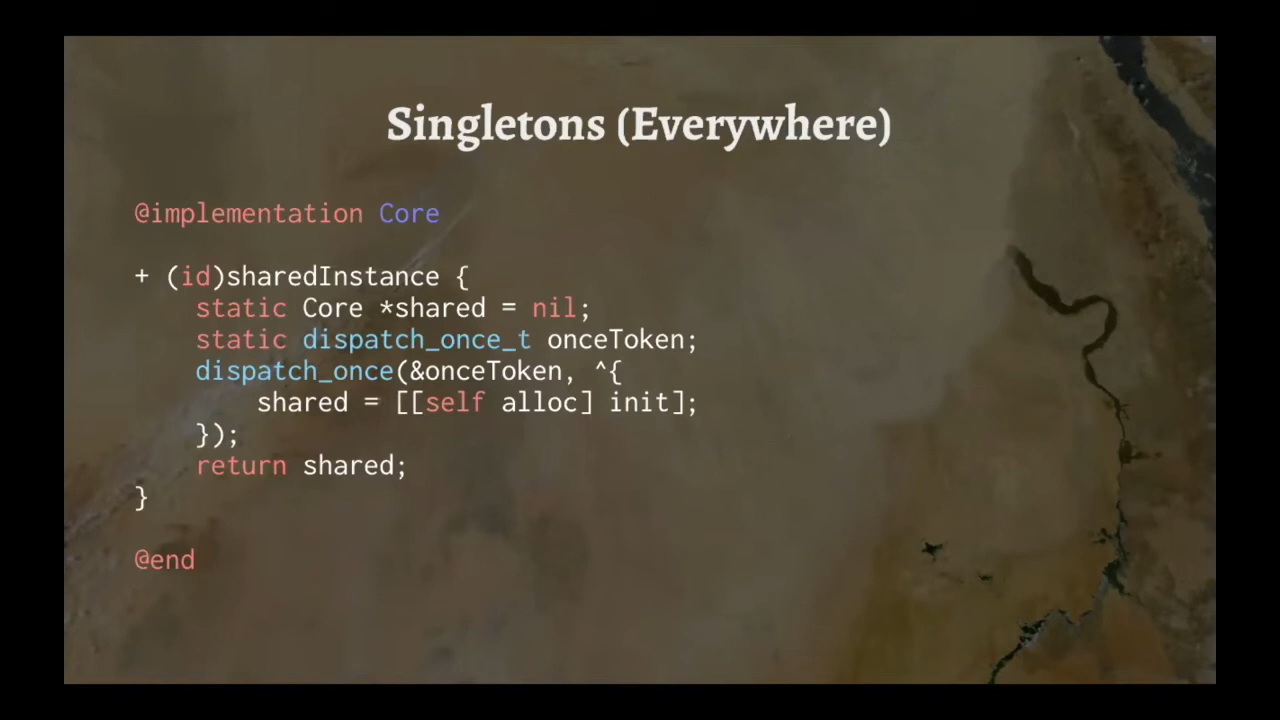 Singletons (Everywhere)
@implementation Core
+ (id)sharedInstance {
    static Core *shared = nil;
    static dispatch_once_t onceToken;
    dispatch_once(&onceToken, ^{
        shared = [[self alloc] init];
    });
    return shared;
}
@end